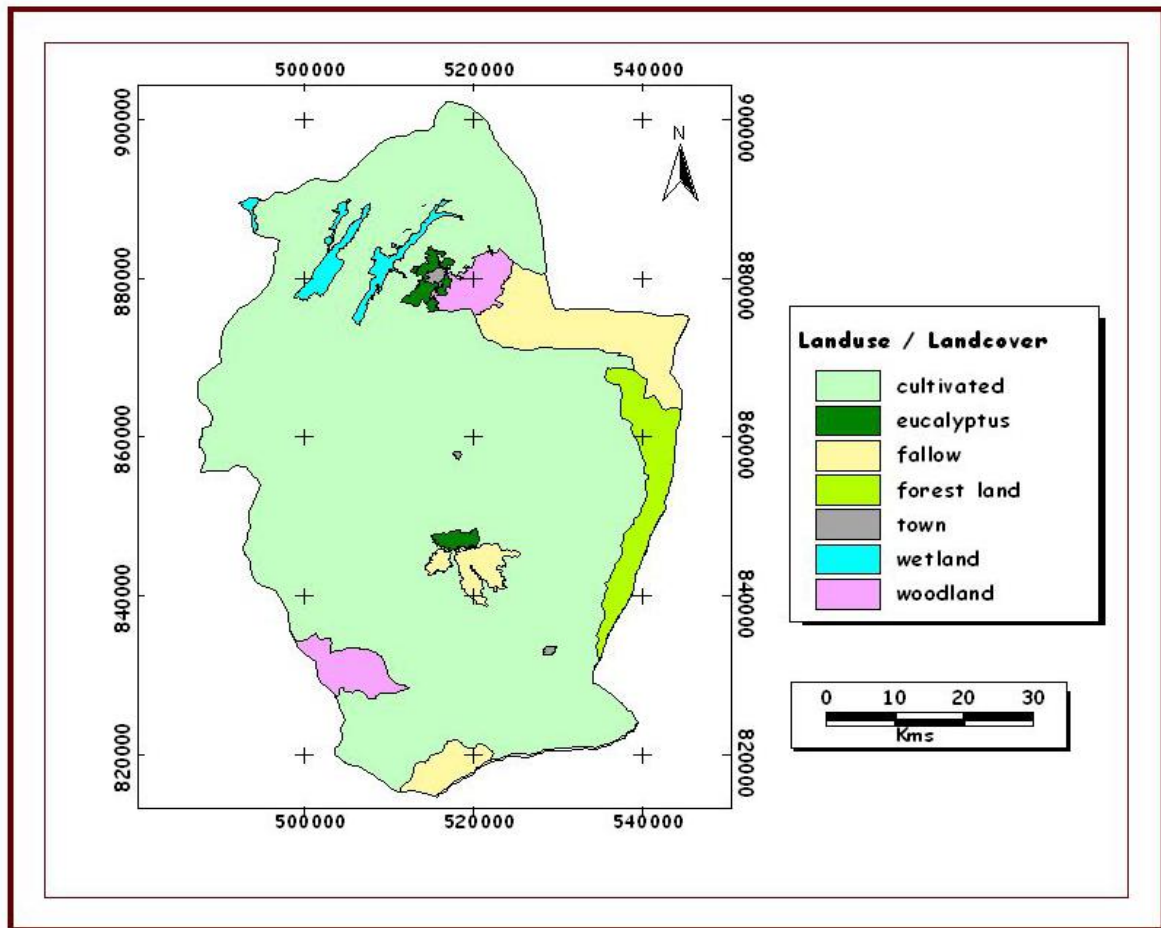 500000 520000 540000
900000
880000
860000
840000
820000
900000
880000
860000
840000
820000
500000 520000 540000
N
Landuse / Landcover
cultivated
eucalyptus
fallow
forest land
town
wetland
woodland
0 10 20 30
Kms